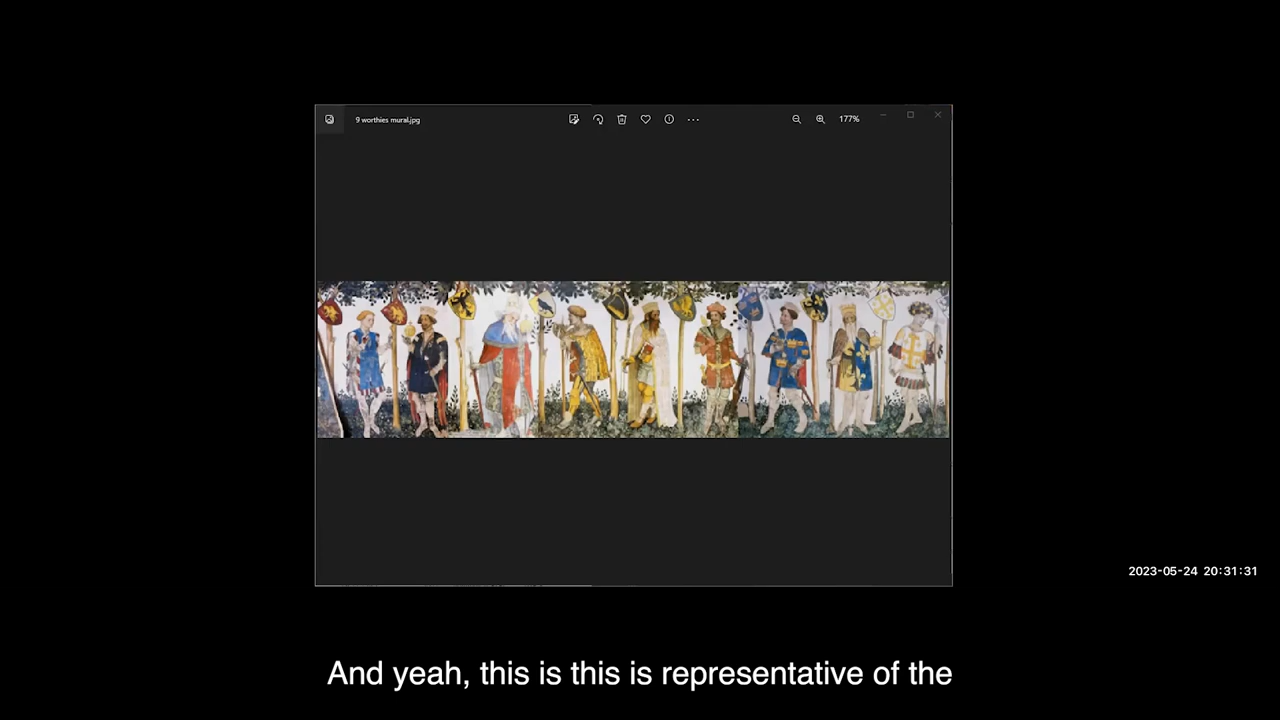 9 worthies mural.jpg
177%
2023-05-24 20:31:31
And yeah, this is this is representative of the